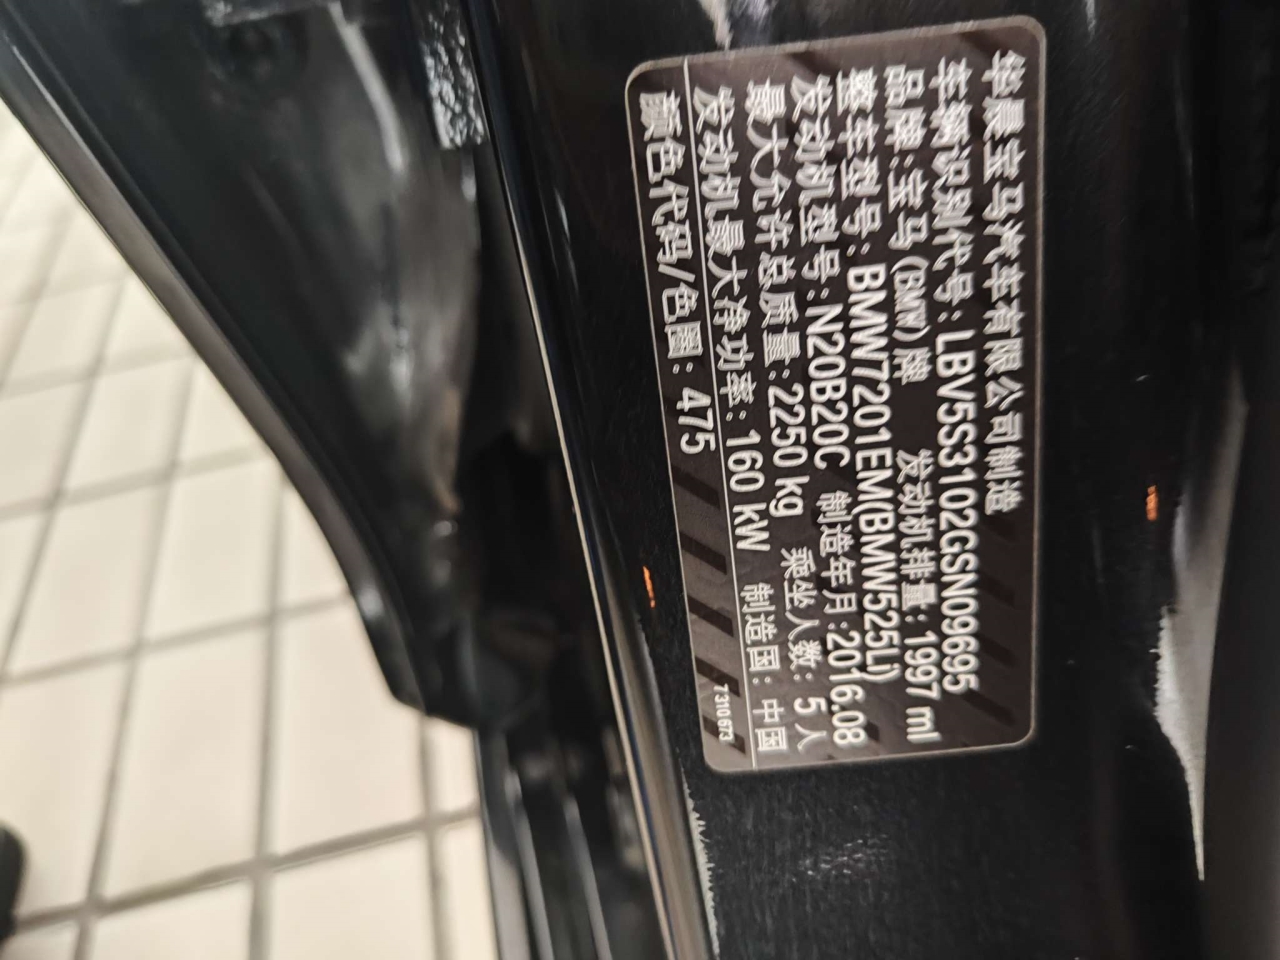 华晨宝马汽车有限公司制造
车辆识别代号：LBV5S3102GSN09695
品牌：宝马(BMW)牌 发动机排量：1997 ml
整车型号：BMW7201EM(BMW525Li)
发动机型号：N20B20C 制造年月：2016.08
最大允许总质量：2250 kg 乘坐人数：5人
发动机最大净功率：160 kW 制造国：中国
颜色代码/色圈：475
7310673